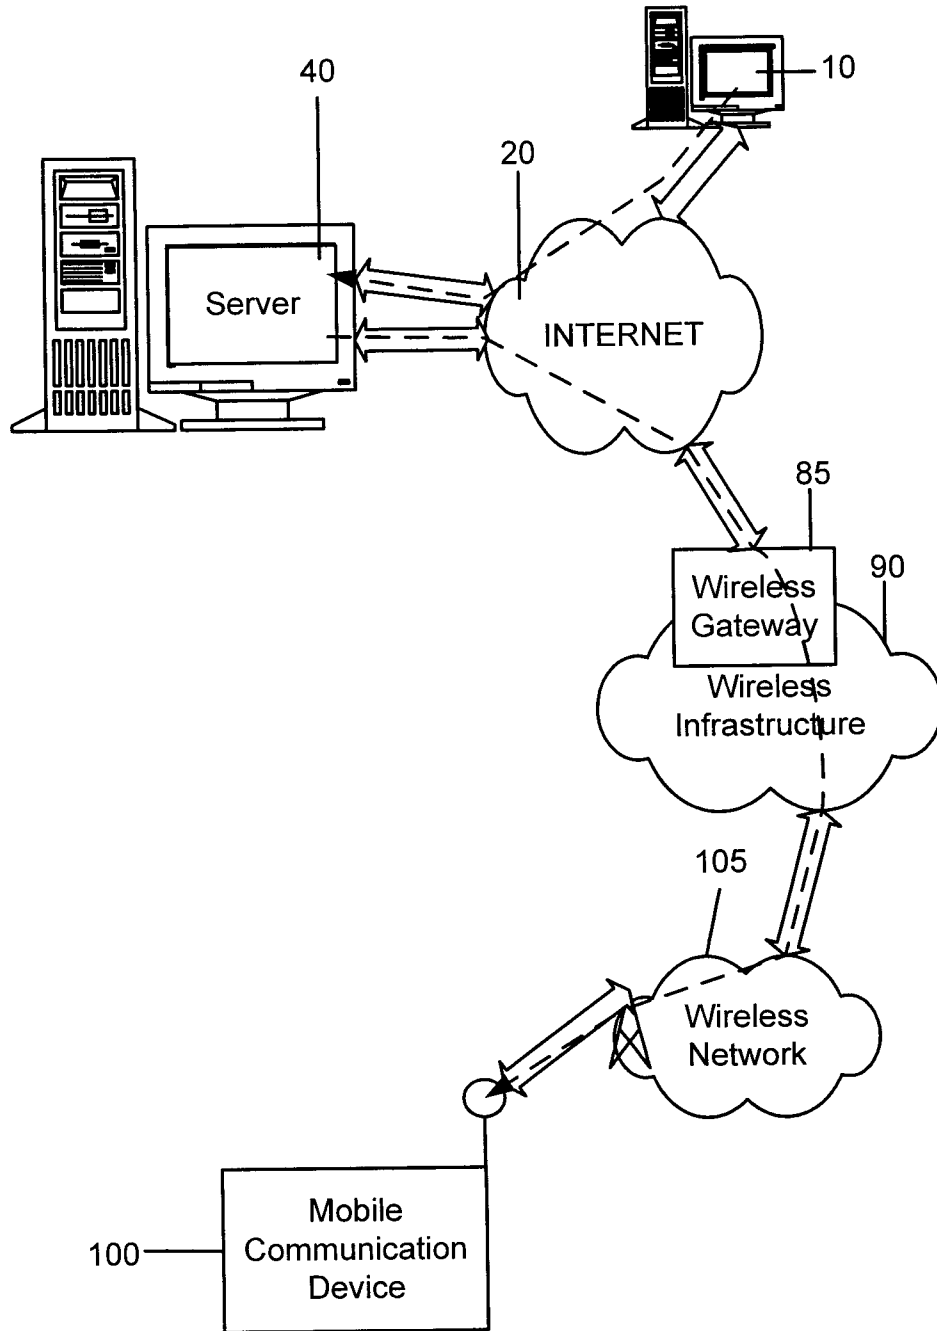 40
10
20
Server
INTERNET
85
90
Wireless
Gateway
Wireless
Infrastructure
105
Wireless
Network
Mobile
Communication
Device
100